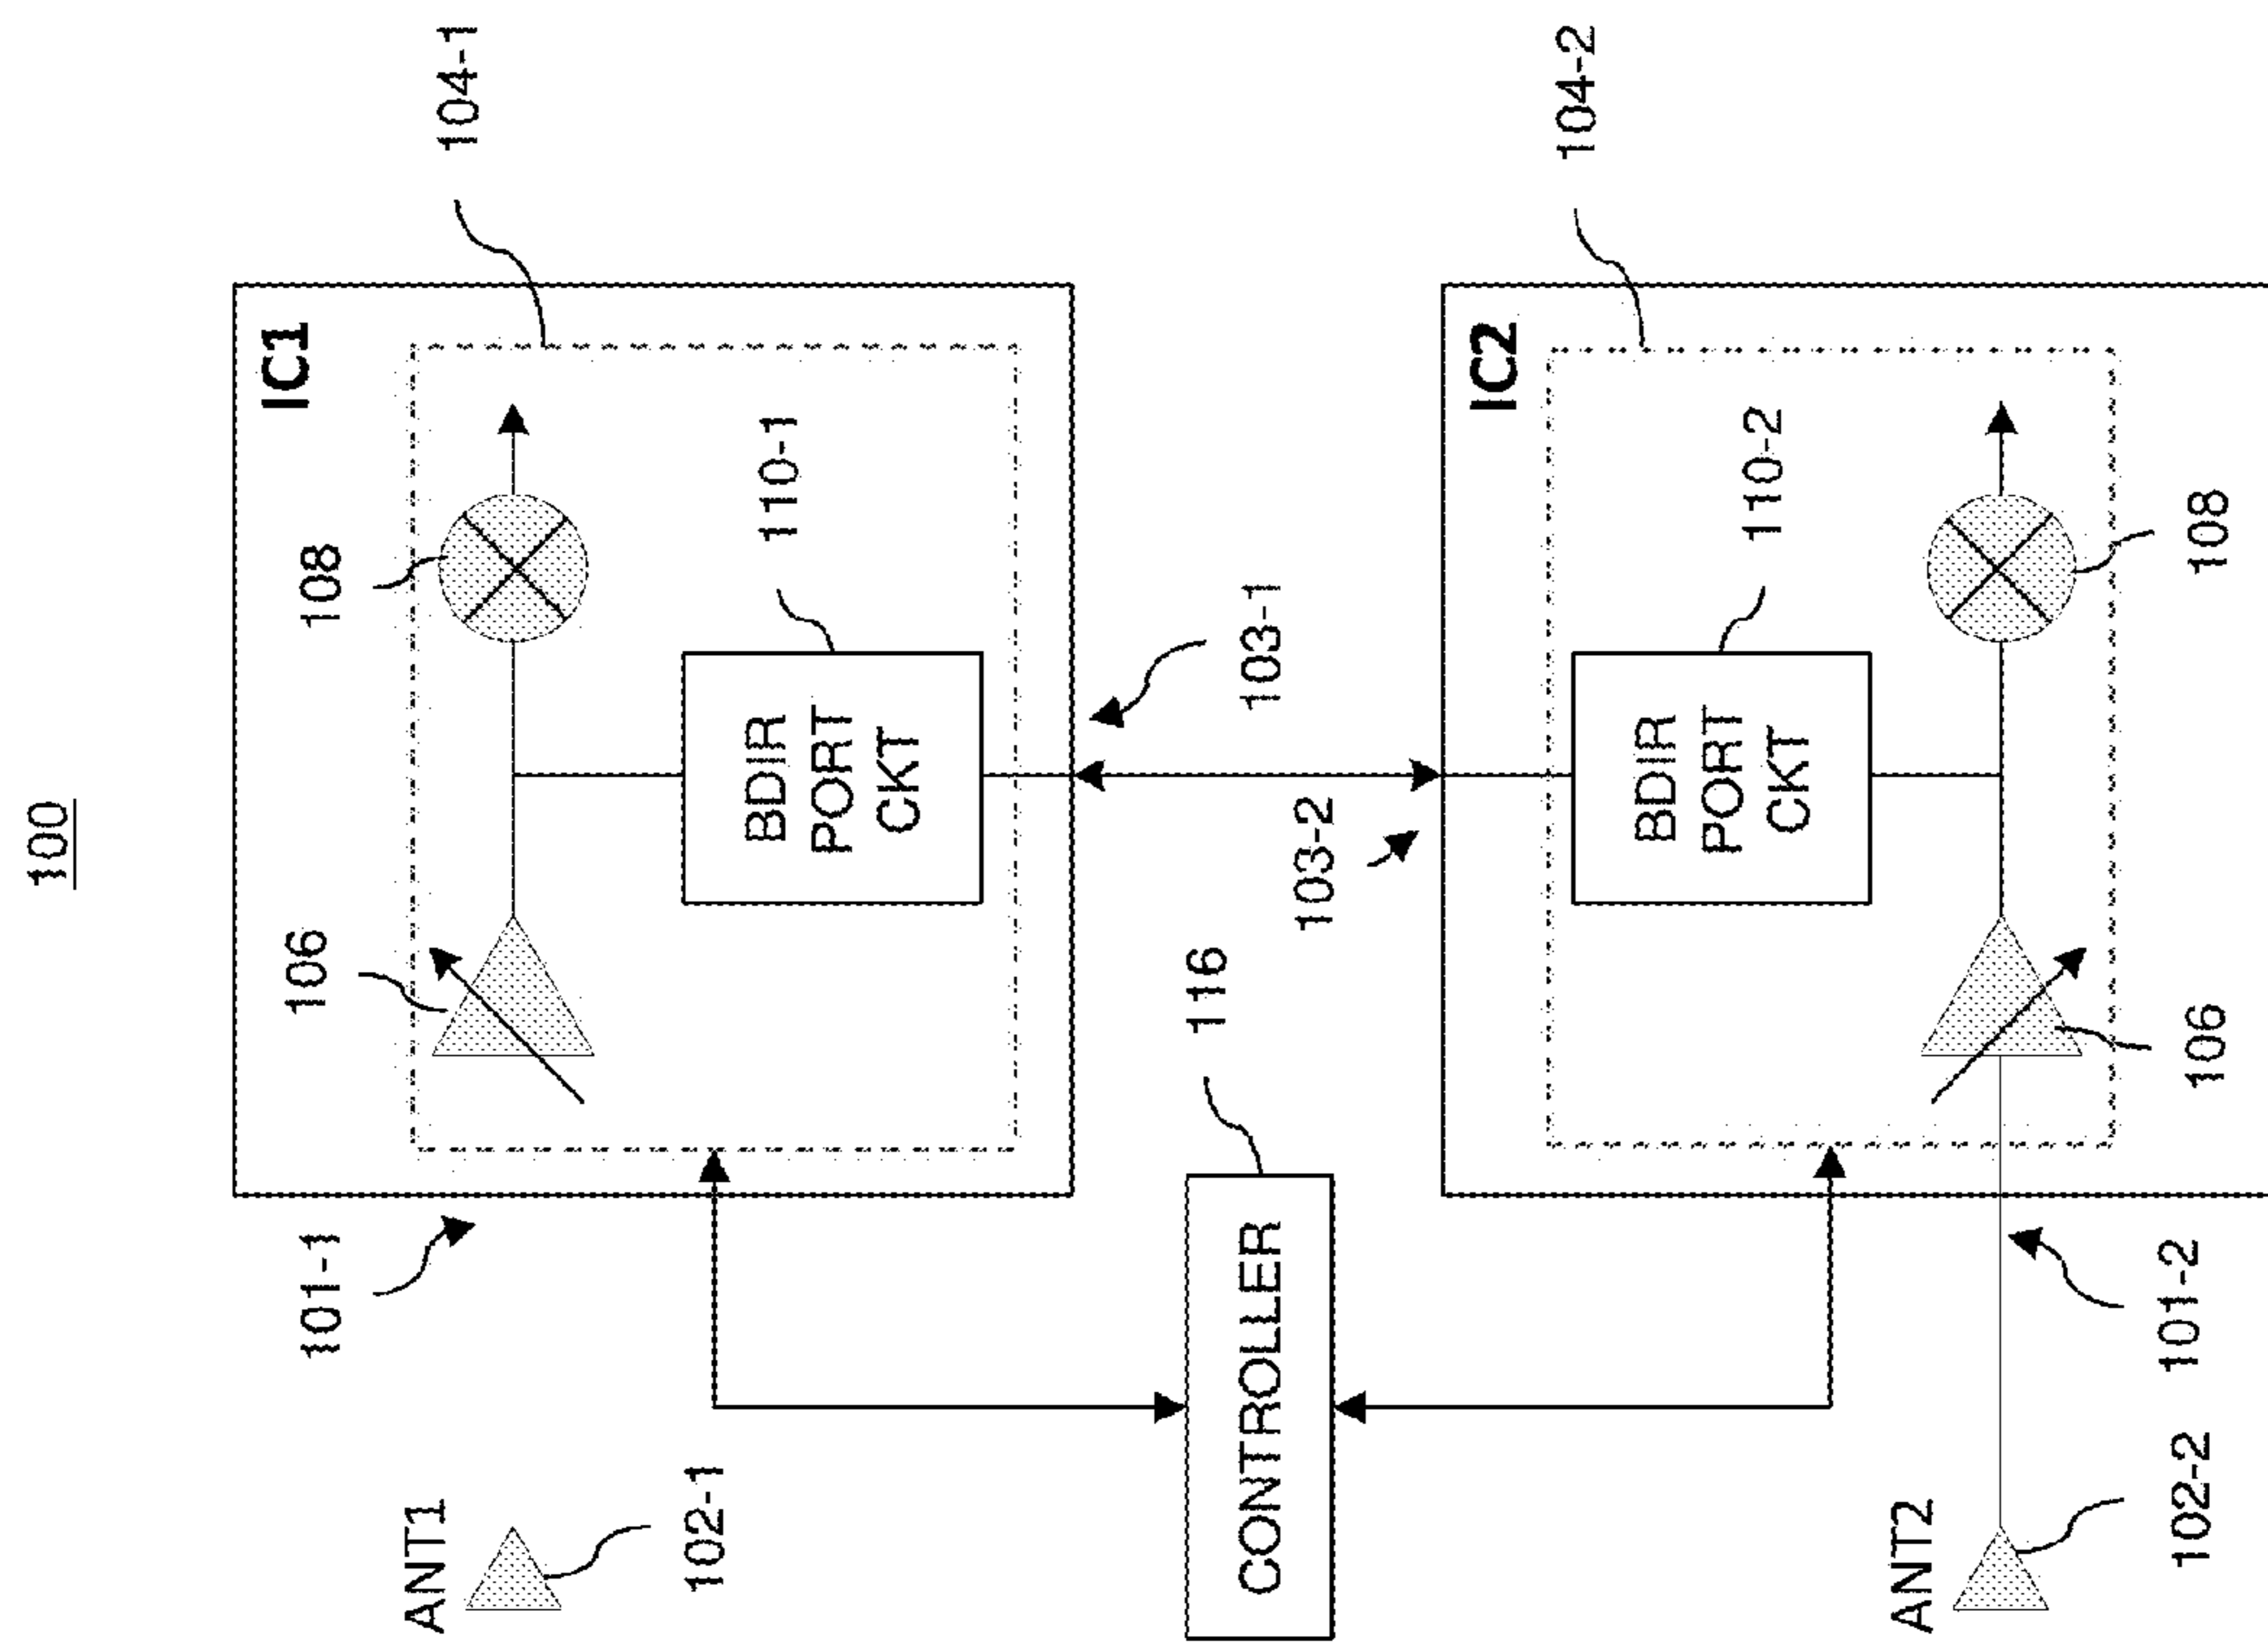 100
ANT1
102-1
101-1
106
108
IC1
104-1
BDIR
PORT
CKT
110-1
103-1
CONTROLLER
116
103-2
ANT2
102-2
101-2
106
108
IC2
104-2
BDIR
PORT
CKT
110-2